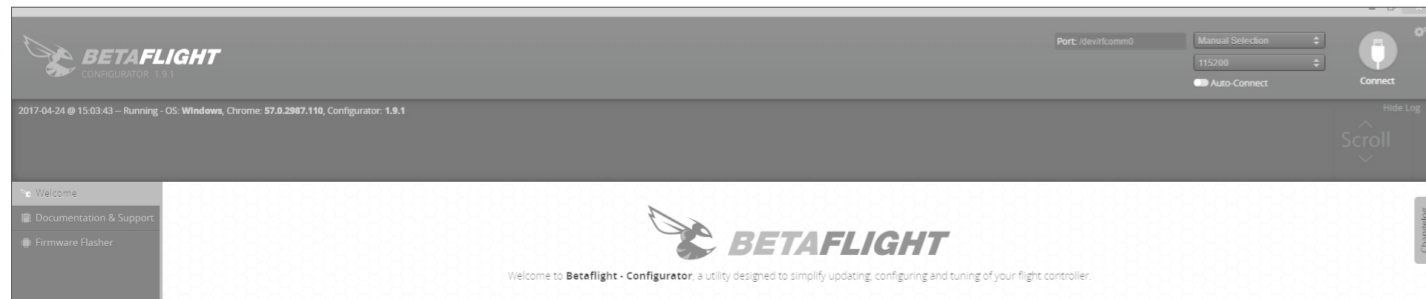 BETAFLIGHT
CONFIGURATOR 1.9.1
Port: /dev/rfcomm0
Manual Selection
115200
Auto-Connect
Connect
2017-04-24 @ 15:03:43 -- Running - OS: Windows, Chrome: 57.0.2987.110, Configurator: 1.9.1
Hide Log
Scroll
Welcome
Documentation & Support
Firmware Flasher
BETAFLIGHT
Welcome to Betaflight - Configurator, a utility designed to simplify updating, configuring and tuning of your flight controller.
Changelog